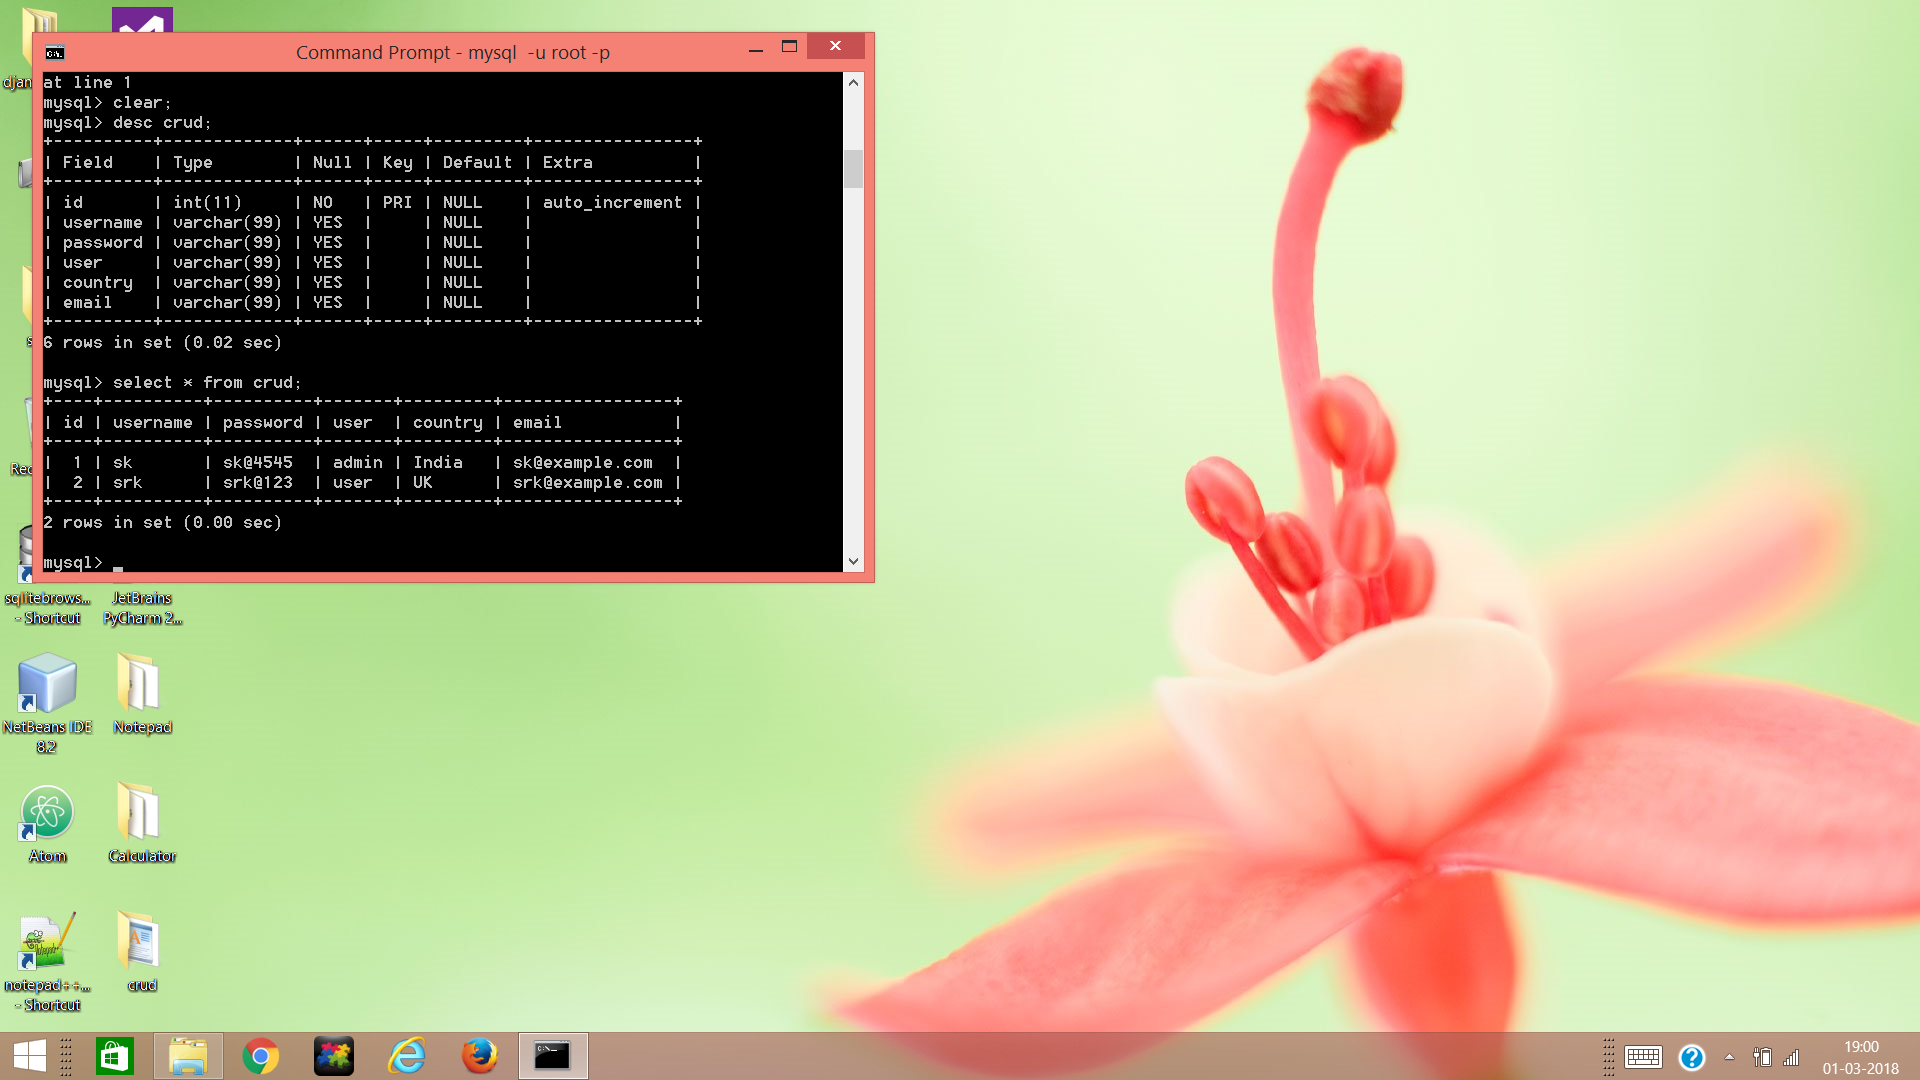 Command Prompt - mysql  -u root -p
at line 1
mysql> clear;
mysql> desc crud;
+----------+-------------+------+-----+---------+----------------+
| Field    | Type        | Null | Key | Default | Extra          |
+----------+-------------+------+-----+---------+----------------+
| id       | int(11)     | NO   | PRI | NULL    | auto_increment |
| username | varchar(99) | YES  |     | NULL    |                |
| password | varchar(99) | YES  |     | NULL    |                |
| user     | varchar(99) | YES  |     | NULL    |                |
| country  | varchar(99) | YES  |     | NULL    |                |
| email    | varchar(99) | YES  |     | NULL    |                |
+----------+-------------+------+-----+---------+----------------+
6 rows in set (0.02 sec)
mysql> select * from crud;
+----+----------+----------+-------+---------+-----------------+
| id | username | password | user  | country | email           |
+----+----------+----------+-------+---------+-----------------+
|  1 | sk       | sk@4545  | admin | India   | sk@example.com  |
|  2 | srk      | srk@123  | user  | UK      | srk@example.com |
+----+----------+----------+-------+---------+-----------------+
2 rows in set (0.00 sec)
mysql>
sqlitebrows...
- Shortcut
JetBrains
PyCharm 2...
NetBeans IDE
8.2
Notepad
Atom
Calculator
notepad++...
- Shortcut
crud
19:00
01-03-2018